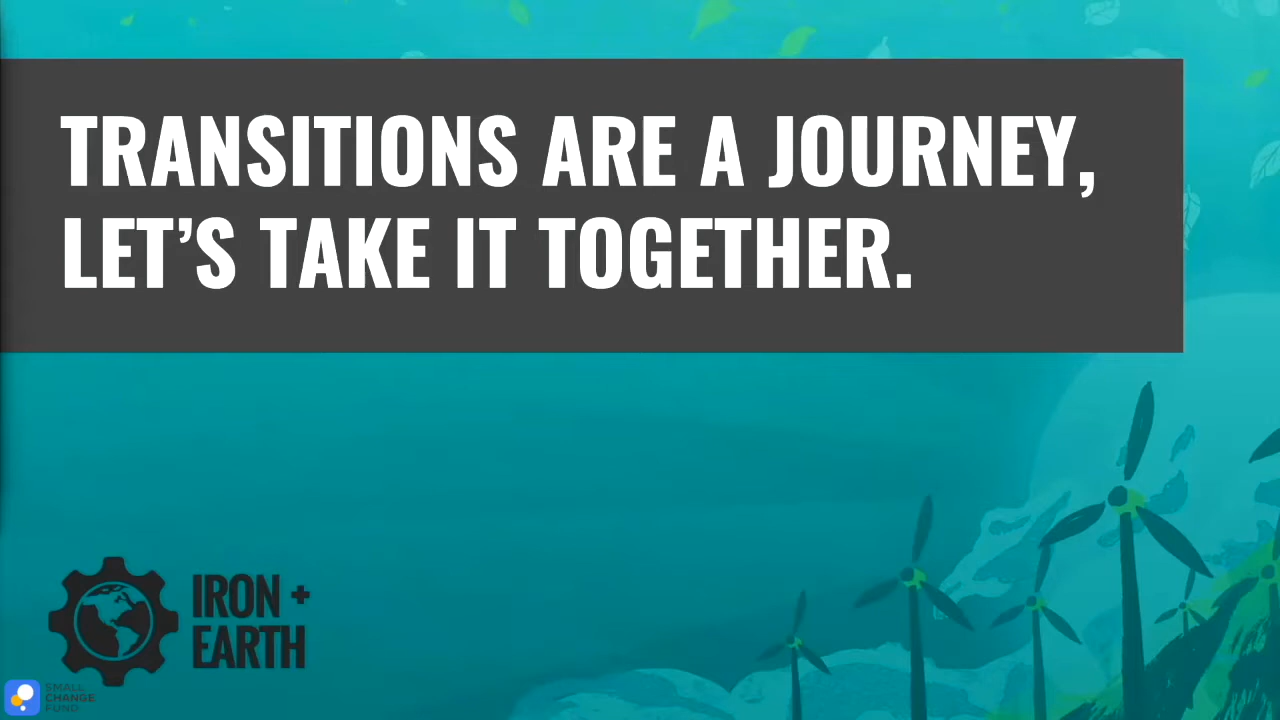 TRANSITIONS ARE A JOURNEY,
LET’S TAKE IT TOGETHER.
IRON +
EARTH
SMALL
CHANGE
FUND